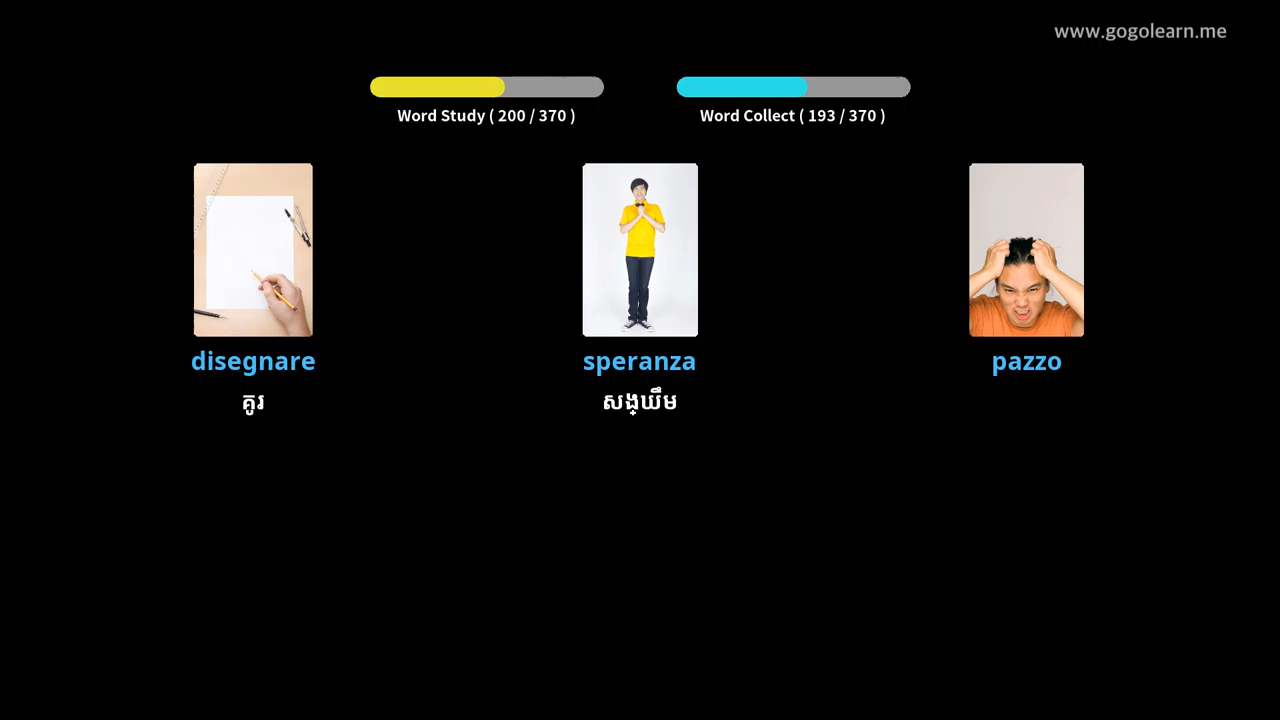 www.gogolearn.me
Word Study ( 200 / 370 )
Word Collect ( 193 / 370 )
disegnare
speranza
pazzo
គូរ
សង្ឃឹម